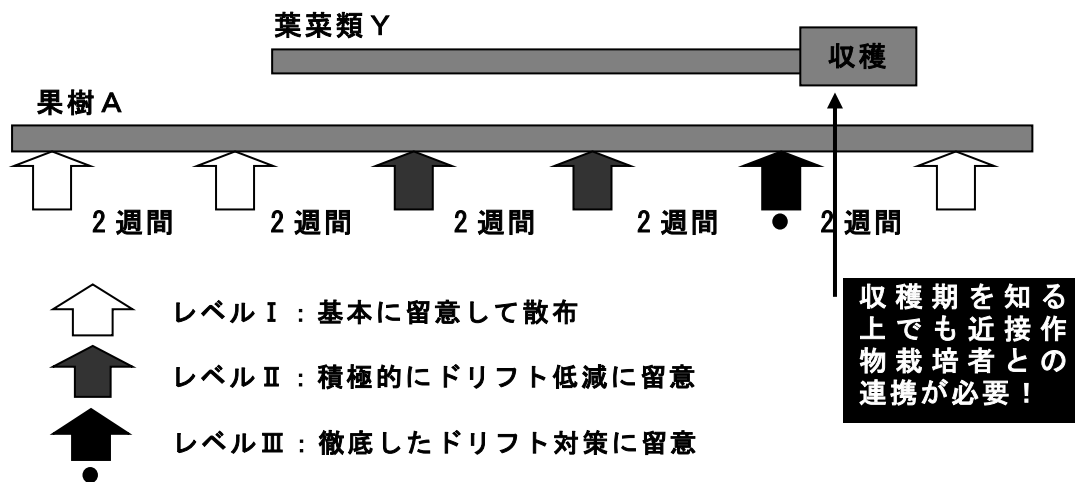 葉菜類Y
収穫
果樹A
2週間 2週間 2週間 2週間 2週間
収穫期を知る
上でも近接作
物栽培者との
連携が必要!
レベルⅠ:基本に留意して散布
レベルⅡ:積極的にドリフト低減に留意
レベルⅢ:徹底したドリフト対策に留意